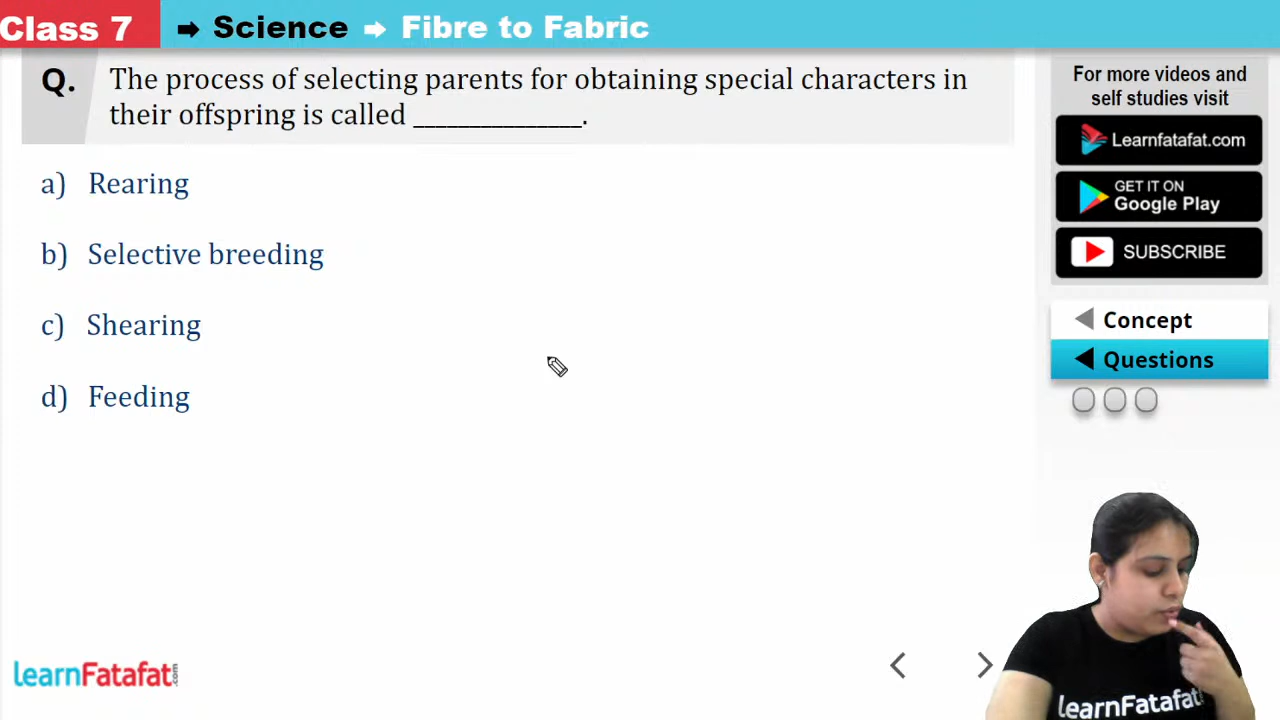 Class 7 ➡ Science ➡ Fibre to Fabric
Q. The process of selecting parents for obtaining special characters in
their offspring is called _______________.
a) Rearing
b) Selective breeding
c) Shearing
d) Feeding
For more videos and
self studies visit
Learnfatafat.com
GET IT ON
Google Play
SUBSCRIBE
Concept
Questions
learnFatafat.com
learnFatafat